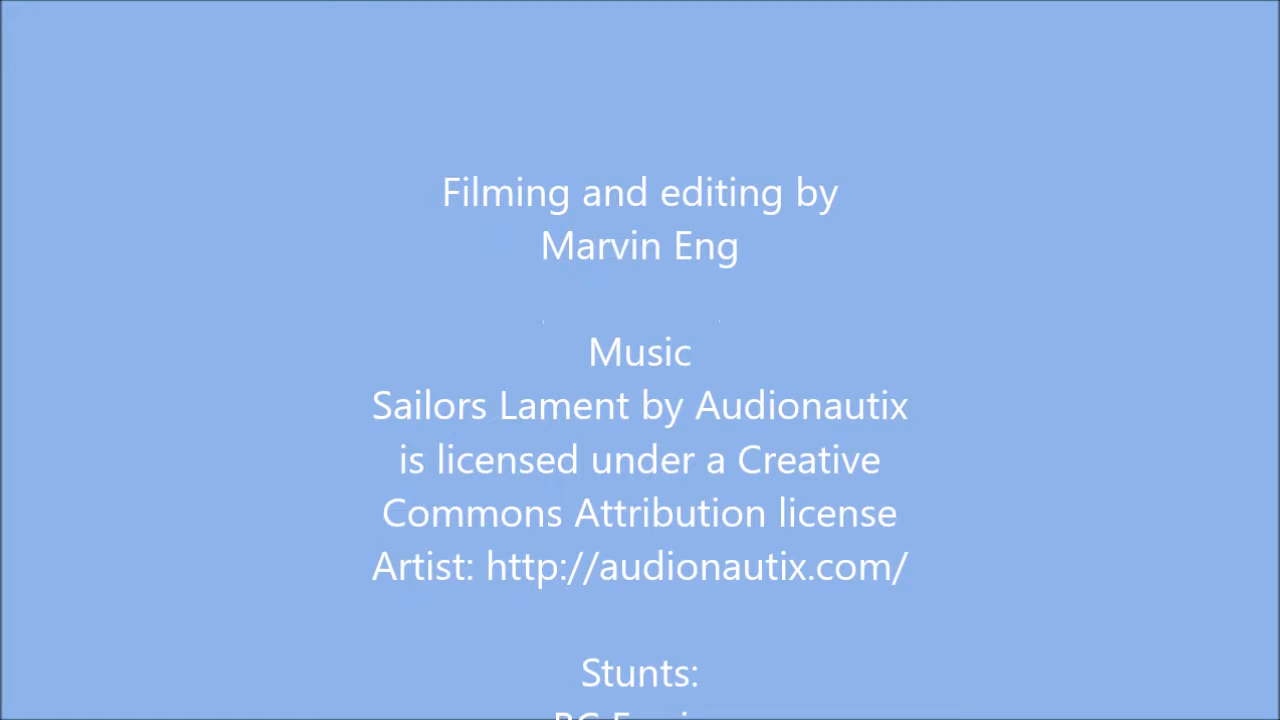 Filming and editing by
Marvin Eng
Music
Sailors Lament by Audionautix
is licensed under a Creative
Commons Attribution license
Artist: http://audionautix.com/
Stunts: